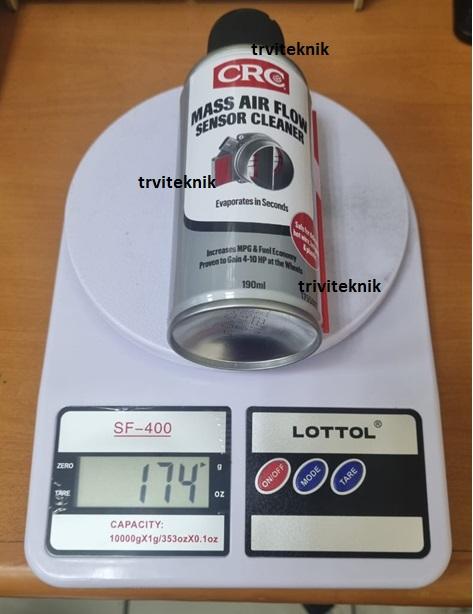 trviteknik
CRC
MASS AIR FLOW
SENSOR CLEANER
trviteknik
Evaporates in Seconds
Increases MPG & Fuel Economy
Proven to Gain 4-10 HP at the Wheels
triviteknik
190ml
SF-400
LOTTOL®
ZERO
174
g
TARE
oz
ON/OFF
MODE
TARE
CAPACITY:
10000gX1g/353ozX0.1oz